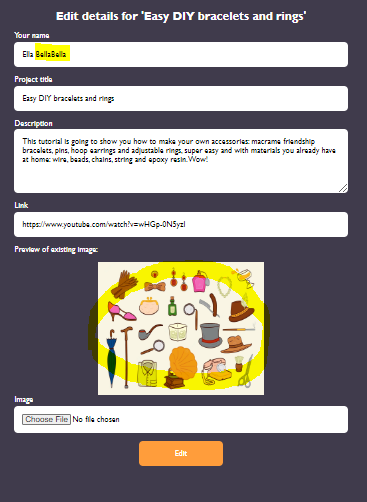 Edit details for 'Easy DIY bracelets and rings'
Your name
Ella BellaBella
Project title
Easy DIY bracelets and rings
Description
This tutorial is going to show you how to make your own accessories: macrame friendship
bracelets, pins, hoop earrings and adjustable rings, super easy and with materials you already have
at home: wire, beads, chains, string and epoxy resin. Wow!
Link
https://www.youtube.com/watch?v=wHGp-0N5yzI
Preview of existing image:
Image
Choose File No file chosen
Edit